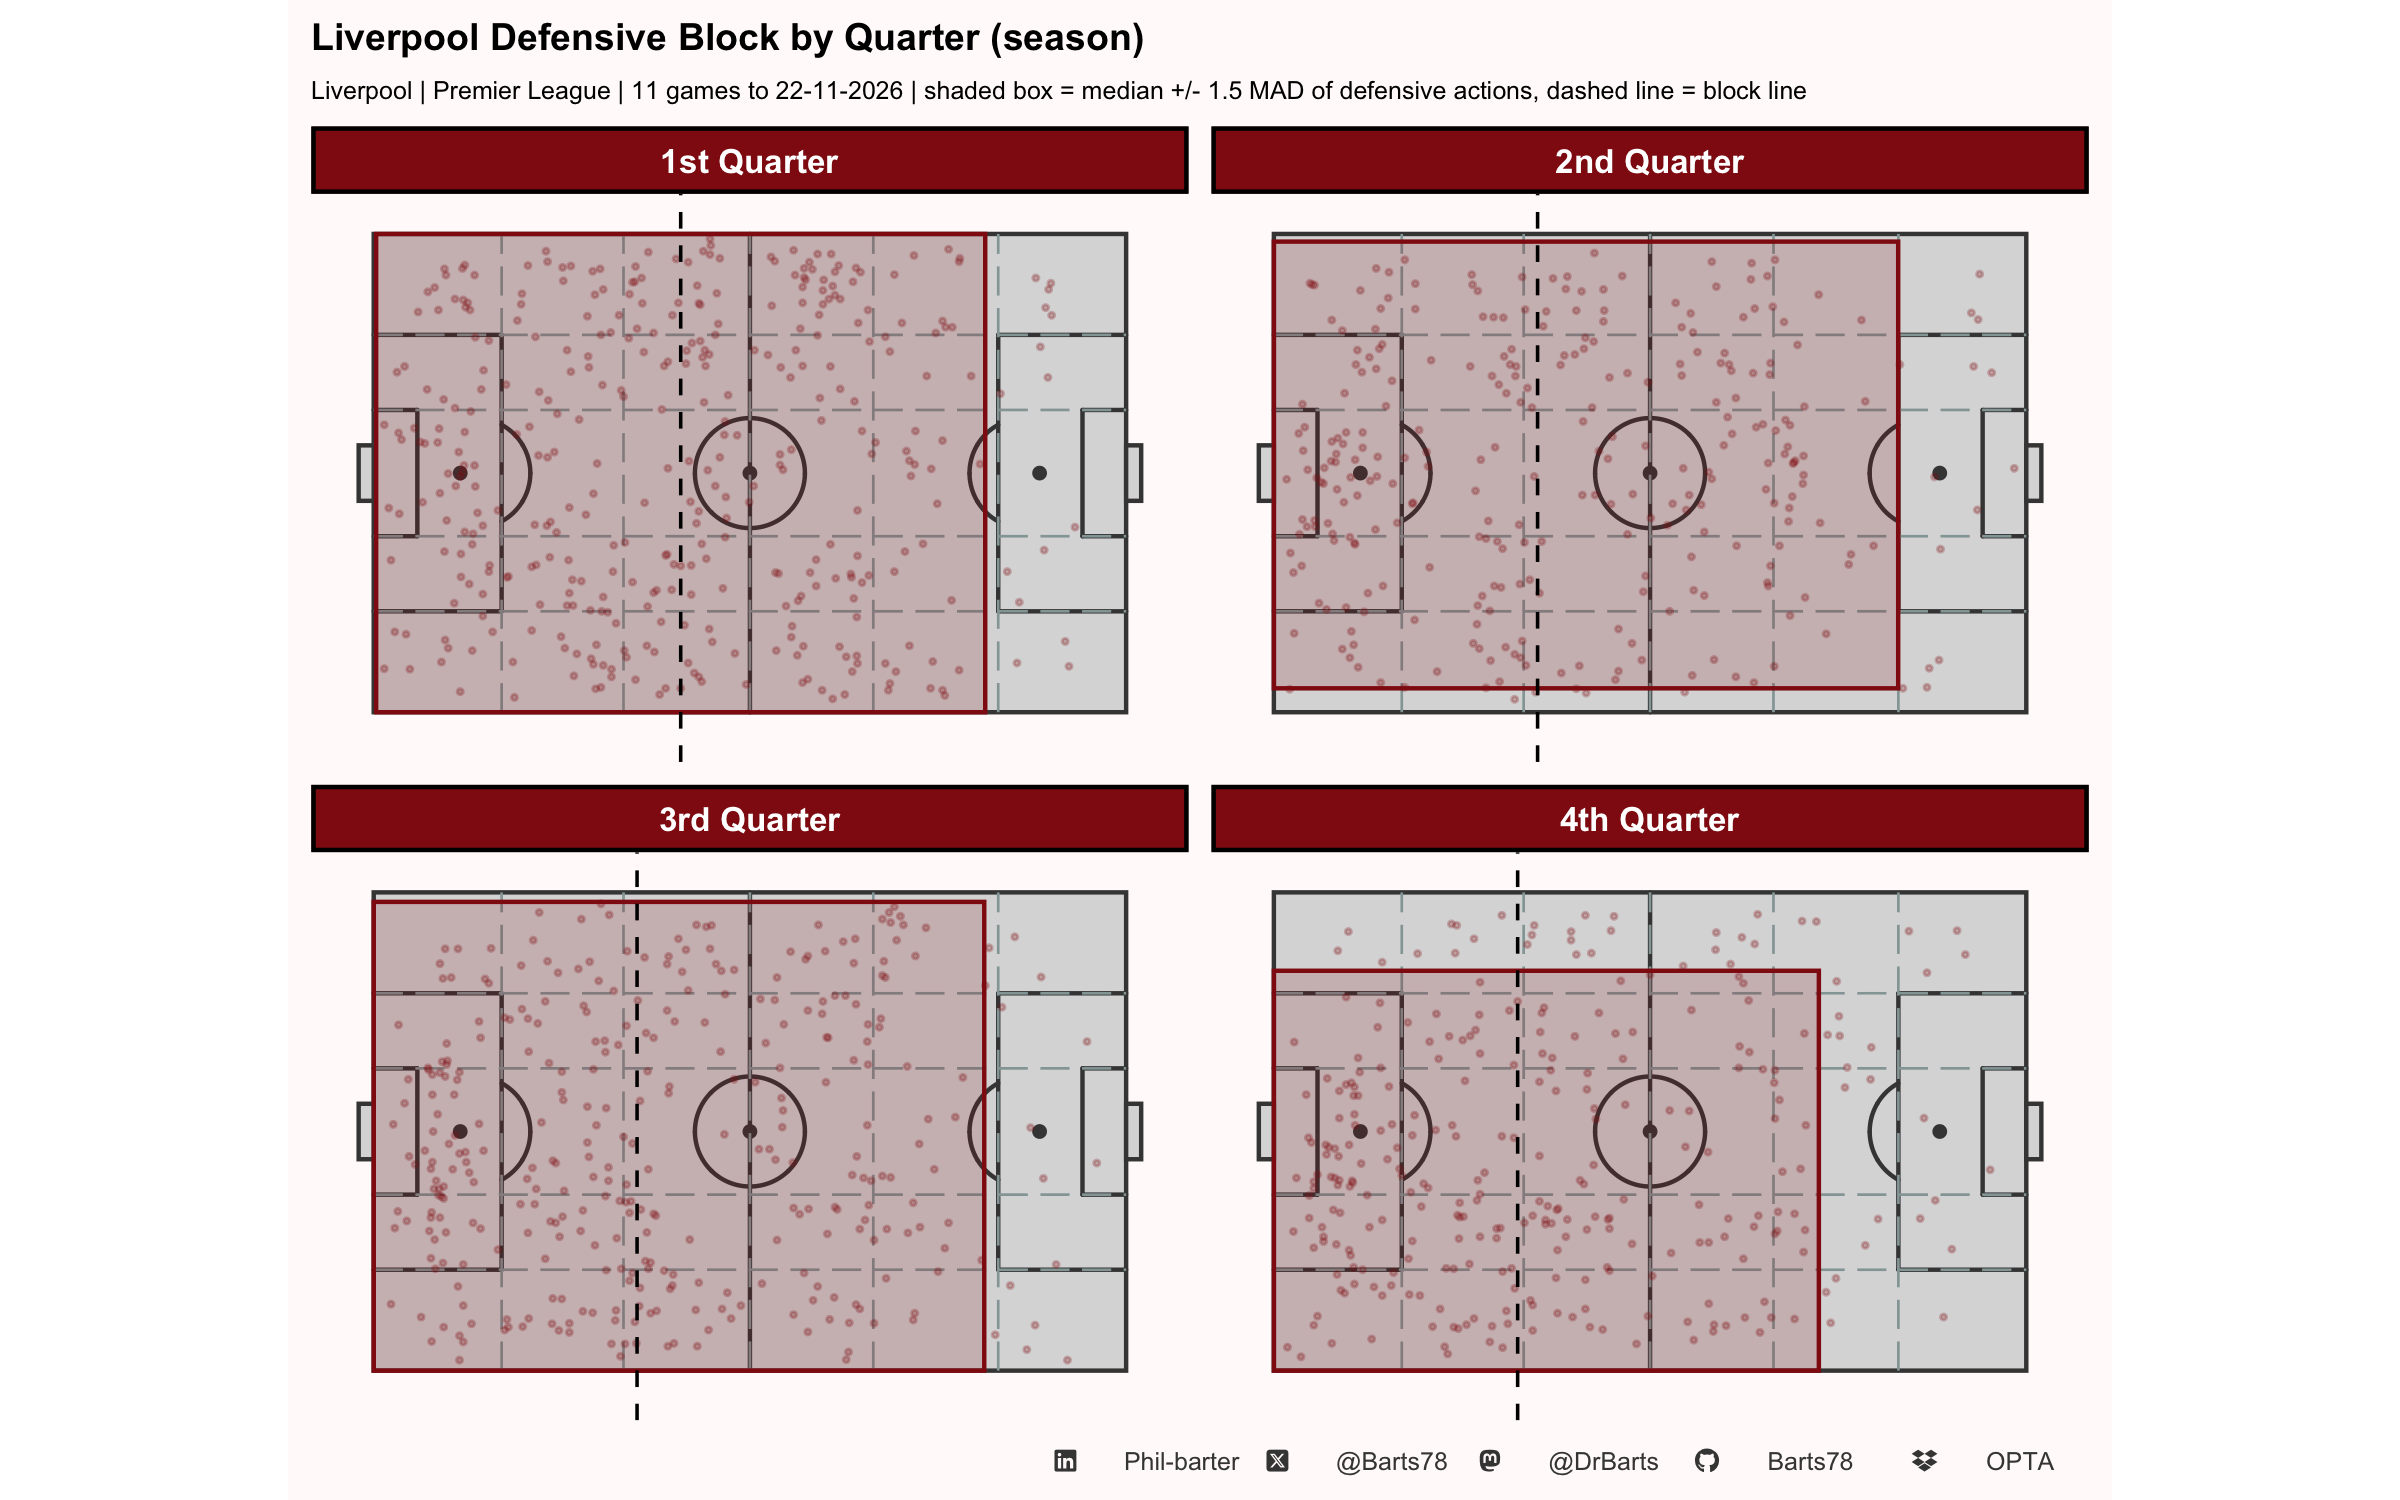 Liverpool Defensive Block by Quarter (season)
Liverpool | Premier League | 11 games to 22-11-2026 | shaded box = median +/- 1.5 MAD of defensive actions, dashed line = block line
1st Quarter
2nd Quarter
3rd Quarter
4th Quarter
Phil-barter @Barts78 @DrBarts Barts78 OPTA